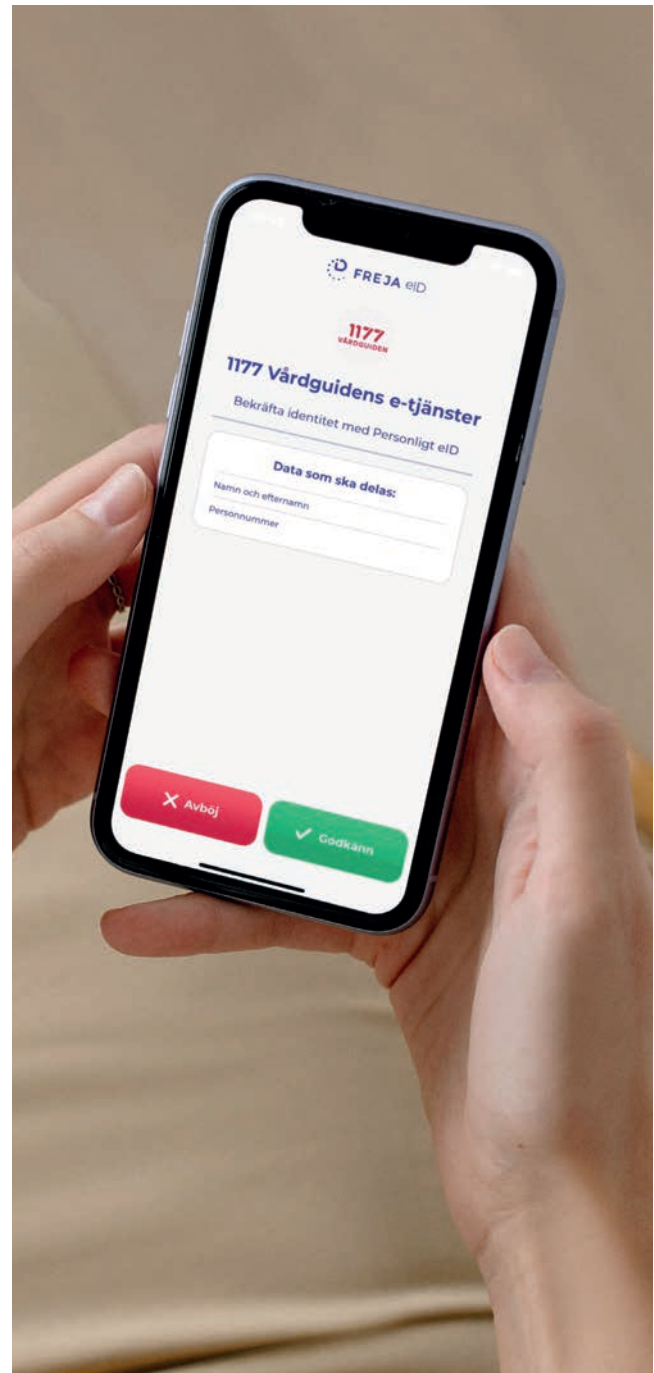 FREJA eID
1177
VÅRDGUIDEN
1177 Vårdguidens e-tjänster
Bekräfta identitet med Personligt eID
Data som ska delas:
Namn och efternamn
Personnummer
Avböj
Godkänn